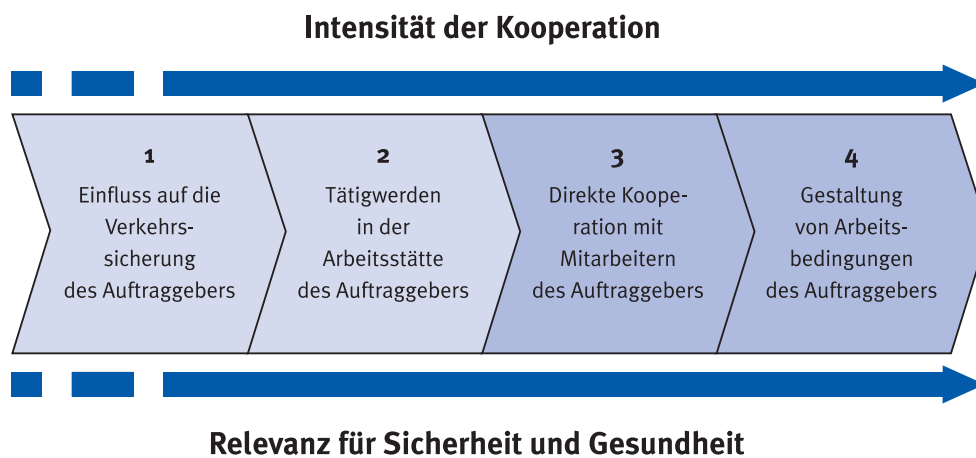 Intensität der Kooperation
1
Einfluss auf die
Verkehrs-
sicherung
des Auftraggebers
2
Tätigwerden
in der
Arbeitsstätte
des Auftraggebers
3
Direkte Koope-
ration mit
Mitarbeitern
des Auftraggebers
4
Gestaltung
von Arbeits-
bedingungen
des Auftraggebers
Relevanz für Sicherheit und Gesundheit